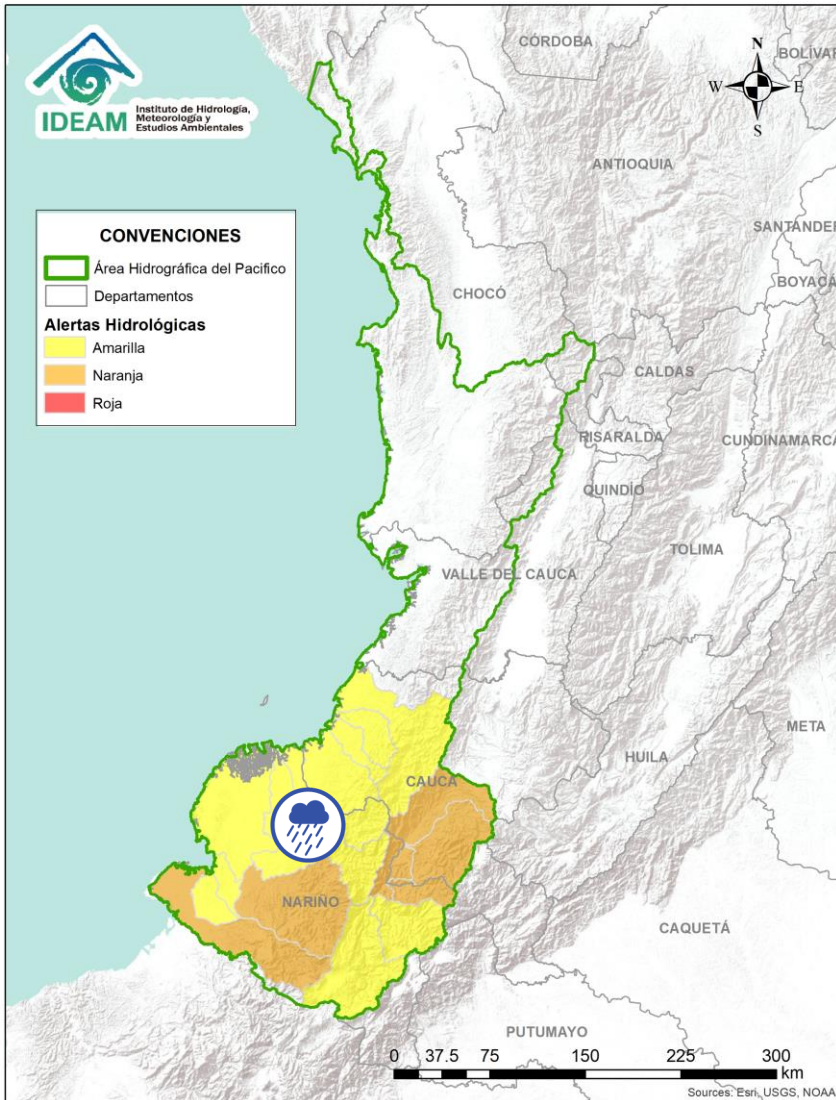 IDEAM
Instituto de Hidrología,
Meteorología y
Estudios Ambientales
CÓRDOBA
BOLÍVAR
N
W E
S
ANTIOQUIA
SANTANDER
BOYACÁ
CONVENCIONES
Área Hidrográfica del Pacifico
Departamentos
Alertas Hidrológicas
Amarilla
Naranja
Roja
CHOCÓ
CALDAS
RISARALDA
CUNDINAMARCA
QUINDÍO
TOLIMA
VALLE DEL CAUCA
META
HUILA
CAUCA
NARIÑO
CAQUETÁ
PUTUMAYO
0 37.5 75 150 225 300
km
Sources: Esri, USGS, NOAA